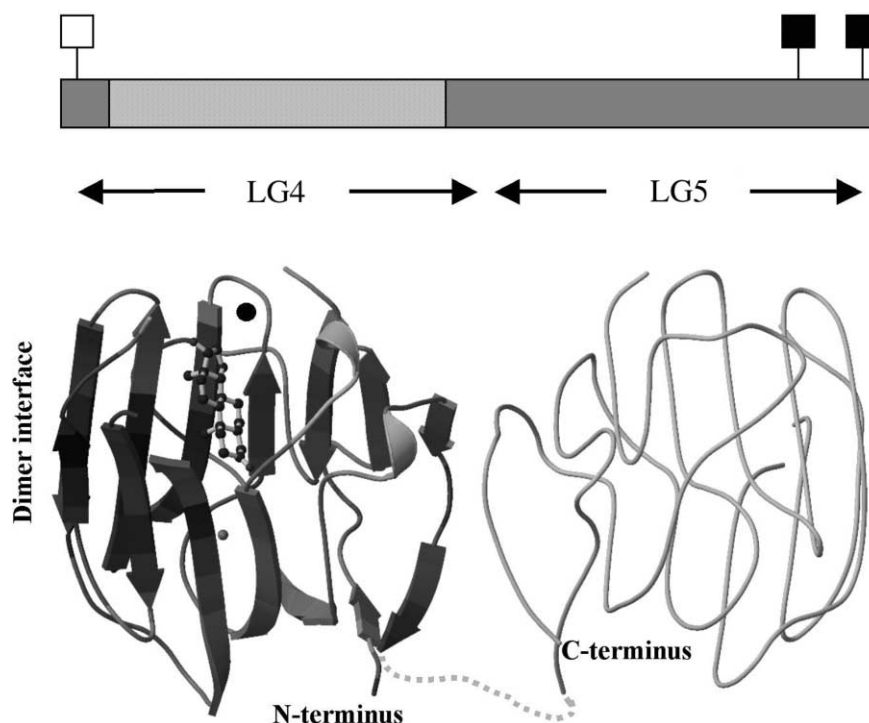 LG4
LG5
Dimer interface
C-terminus
N-terminus